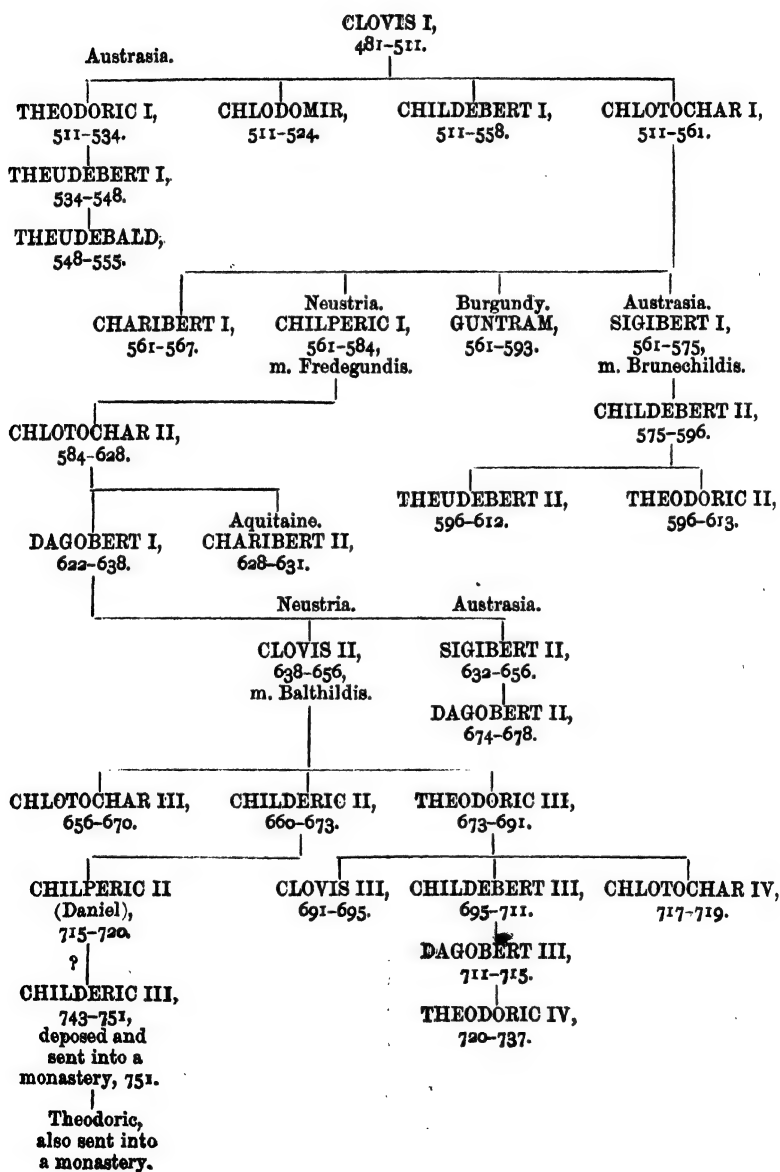 CLOVIS I,
481–511.
Austrasia.
THEODORIC I, CHLODOMIR, CHILDEBERT I, CHLOTOCHAR I,
511–534. 511–524. 511–558. 511–561.
THEUDEBERT I,
534–548.
THEUDEBALD,
548–555.
Neustria. Burgundy. Austrasia.
CHARIBERT I, CHILPERIC I, GUNTRAM, SIGIBERT I,
561–567. 561–584, 561–593. 561–575,
m. Fredegundis. m. Brunechildis.
CHILDEBERT II,
575–596.
CHLOTOCHAR II,
584–628.
THEUDEBERT II, THEODORIC II,
596–612. 596–613.
Aquitaine.
DAGOBERT I, CHARIBERT II,
622–638. 628–631.
Neustria. Austrasia.
CLOVIS II, SIGIBERT II,
638–656, 632–656.
m. Balthildis.
DAGOBERT II,
674–678.
CHLOTOCHAR III, CHILDERIC II, THEODORIC III,
656–670. 660–673. 673–691.
CHILPERIC II CLOVIS III, CHILDEBERT III, CHLOTOCHAR IV,
(Daniel), 691–695. 695–711. 717–719.
715–720.
?
DAGOBERT III,
711–715.
CHILDERIC III, THEODORIC IV,
743–751, 720–737.
deposed and
sent into a
monastery, 751.
Theodoric,
also sent into
a monastery.